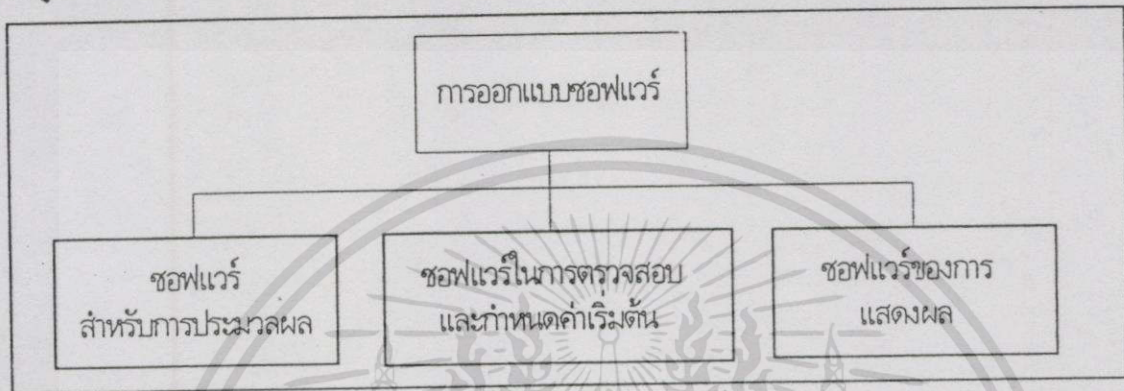 การออกแบบซอฟแวร์
ซอฟแวร์
สำหรับการประมวลผล
ซอฟแวร์ในการตรวจสอบ
และกำหนดค่าเริ่มต้น
ซอฟแวร์ของการ
แสดงผล